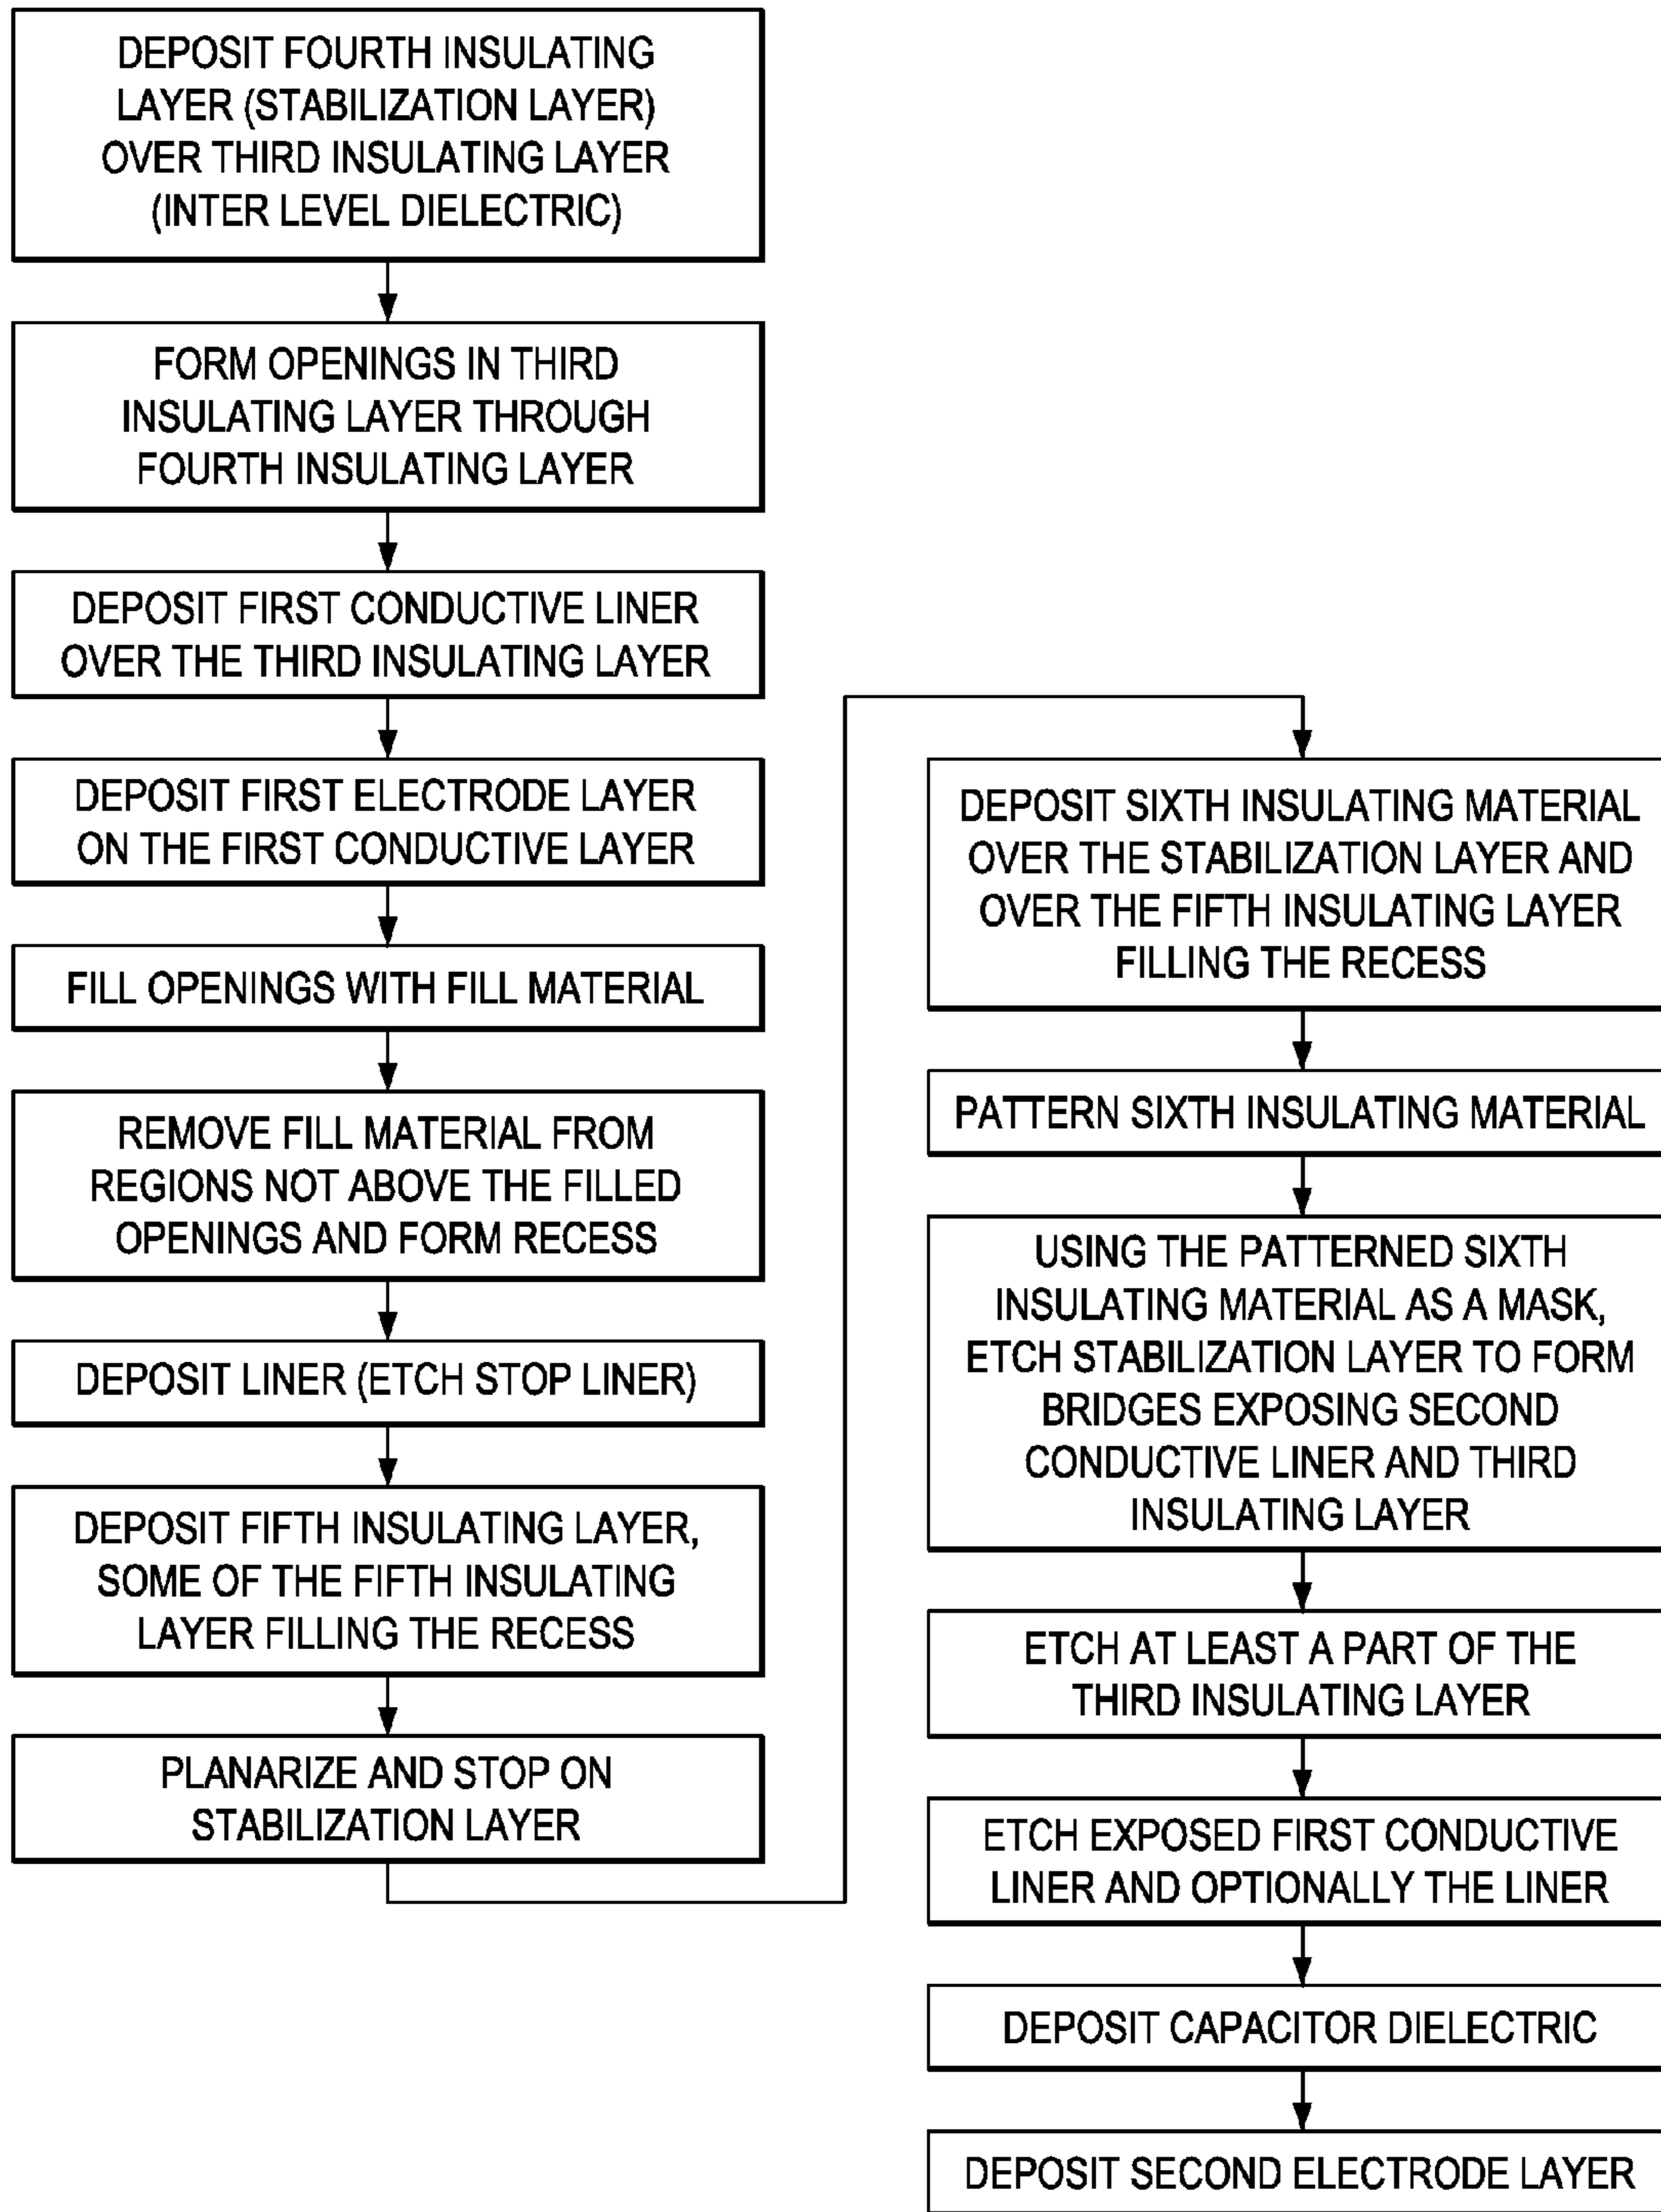 DEPOSIT FOURTH INSULATING
LAYER (STABILIZATION LAYER)
OVER THIRD INSULATING LAYER
(INTER LEVEL DIELECTRIC)
FORM OPENINGS IN THIRD
INSULATING LAYER THROUGH
FOURTH INSULATING LAYER
DEPOSIT FIRST CONDUCTIVE LINER
OVER THE THIRD INSULATING LAYER
DEPOSIT FIRST ELECTRODE LAYER
ON THE FIRST CONDUCTIVE LAYER
FILL OPENINGS WITH FILL MATERIAL
REMOVE FILL MATERIAL FROM
REGIONS NOT ABOVE THE FILLED
OPENINGS AND FORM RECESS
DEPOSIT LINER (ETCH STOP LINER)
DEPOSIT FIFTH INSULATING LAYER,
SOME OF THE FIFTH INSULATING
LAYER FILLING THE RECESS
PLANARIZE AND STOP ON
STABILIZATION LAYER
DEPOSIT SIXTH INSULATING MATERIAL
OVER THE STABILIZATION LAYER AND
OVER THE FIFTH INSULATING LAYER
FILLING THE RECESS
PATTERN SIXTH INSULATING MATERIAL
USING THE PATTERNED SIXTH
INSULATING MATERIAL AS A MASK,
ETCH STABILIZATION LAYER TO FORM
BRIDGES EXPOSING SECOND
CONDUCTIVE LINER AND THIRD
INSULATING LAYER
ETCH AT LEAST A PART OF THE
THIRD INSULATING LAYER
ETCH EXPOSED FIRST CONDUCTIVE
LINER AND OPTIONALLY THE LINER
DEPOSIT CAPACITOR DIELECTRIC
DEPOSIT SECOND ELECTRODE LAYER